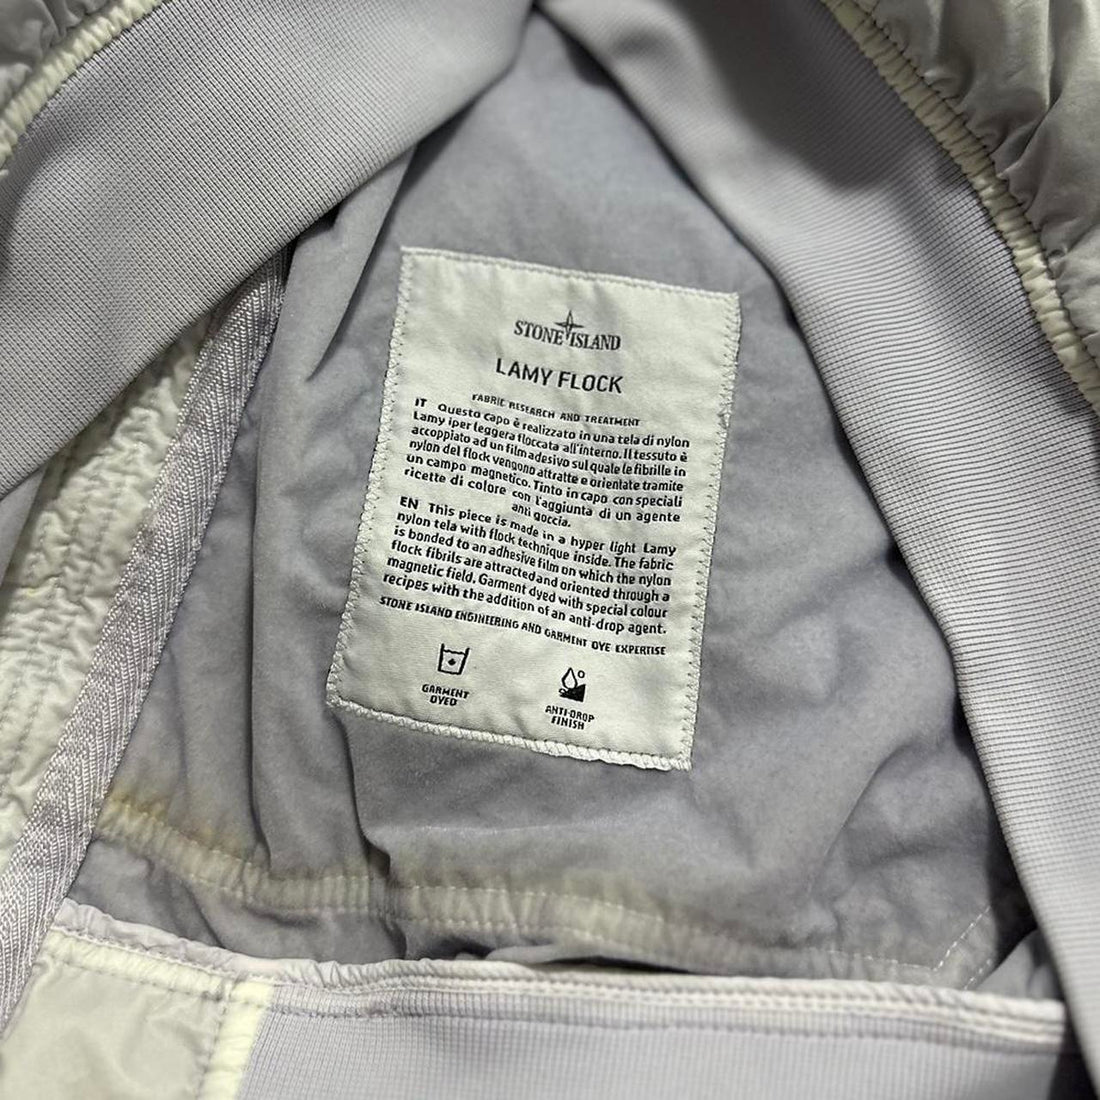 STONE ISLAND
LAMY FLOCK
FABRIC RESEARCH AND TREATMENT
IT Questo capo è realizzato in una tela di nylon
Lamy iper leggera floccata all'interno. Il tessuto è
accoppiato ad un film adesivo sul quale le fibrille in
nylon del flock vengono attratte e orientate tramite
un campo magnetico. Tinto in capo con speciali
ricette di colore con l'aggiunta di un agente
anti goccia.
EN This piece is made in a hyper light Lamy
nylon tela with flock technique inside. The fabric
is bonded to an adhesive film on which the nylon
flock fibrils are attracted and oriented through a
magnetic field. Garment dyed with special colour
recipes with the addition of an anti-drop agent.
STONE ISLAND ENGINEERING AND GARMENT DYE EXPERTISE
GARMENT
DYED
ANTI-DROP
FINISH